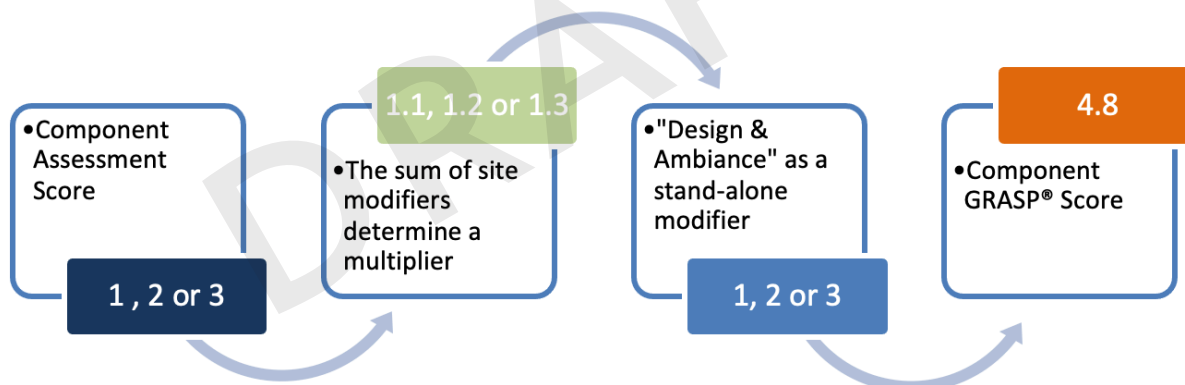 •Component
Assessment
Score
1 , 2 or 3
1.1, 1.2 or 1.3
•The sum of site
modifiers
determine a
multiplier
•"Design &
Ambiance" as a
stand-alone
modifier
1, 2 or 3
4.8
•Component
GRASP® Score
DRA